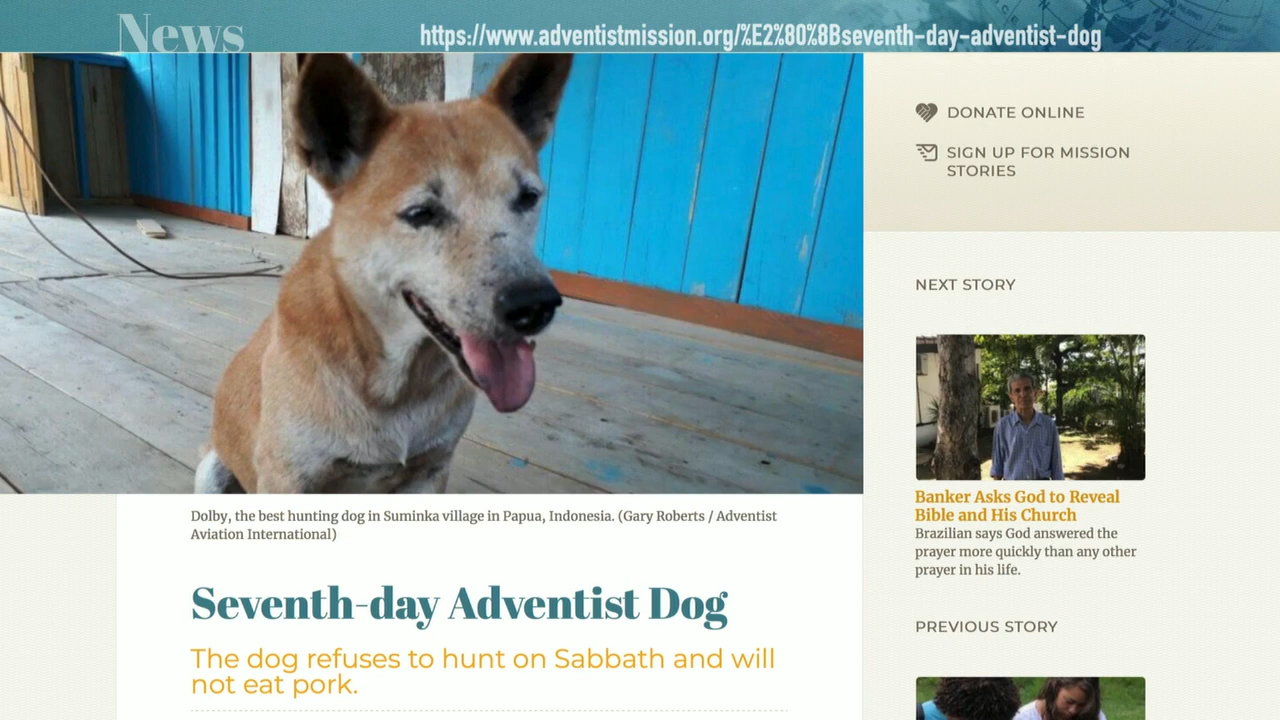 News
https://www.adventistmission.org/%E2%80%8Bseventh-day-adventist-dog
DONATE ONLINE
SIGN UP FOR MISSION
STORIES
NEXT STORY
Banker Asks God to Reveal
Bible and His Church
Brazilian says God answered the
prayer more quickly than any other
prayer in his life.
PREVIOUS STORY
Dolby, the best hunting dog in Suminka village in Papua, Indonesia. (Gary Roberts / Adventist
Aviation International)
Seventh-day Adventist Dog
The dog refuses to hunt on Sabbath and will
not eat pork.